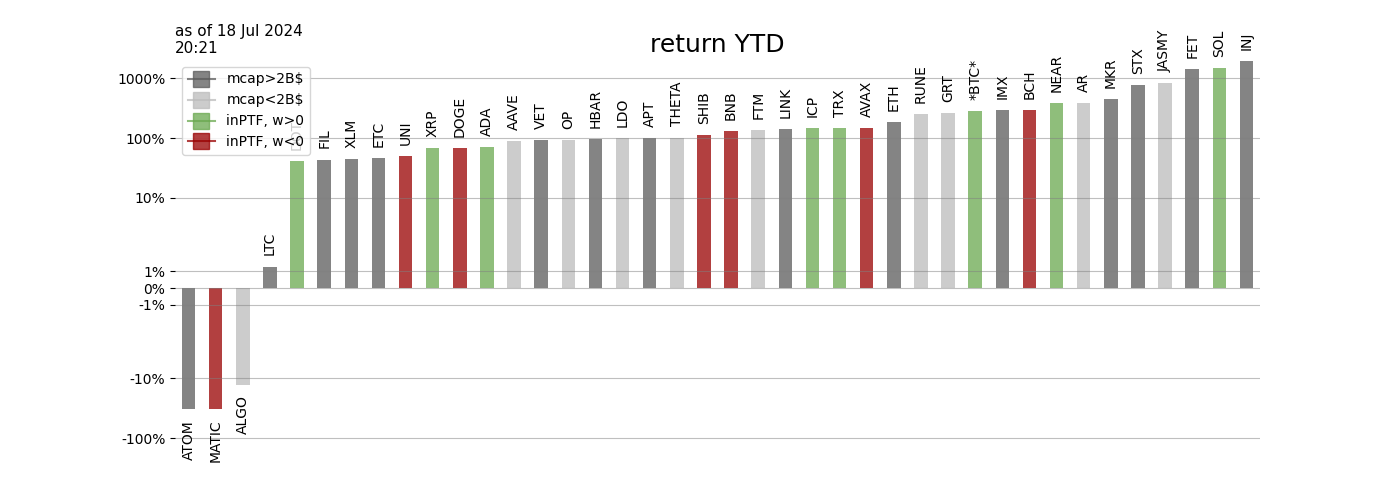 as of 18 Jul 2024
20:21
return YTD
mcap>2B$
mcap<2B$
inPTF, w>0
inPTF, w<0
1000%
100%
10%
1%
0%
-1%
-10%
-100%
ATOM
MATIC
ALGO
LTC
FIL
XLM
ETC
UNI
XRP
DOGE
ADA
AAVE
VET
OP
HBAR
LDO
APT
THETA
SHIB
BNB
FTM
LINK
ICP
TRX
AVAX
ETH
RUNE
GRT
*BTC*
IMX
BCH
NEAR
AR
MKR
STX
JASMY
FET
SOL
INJ